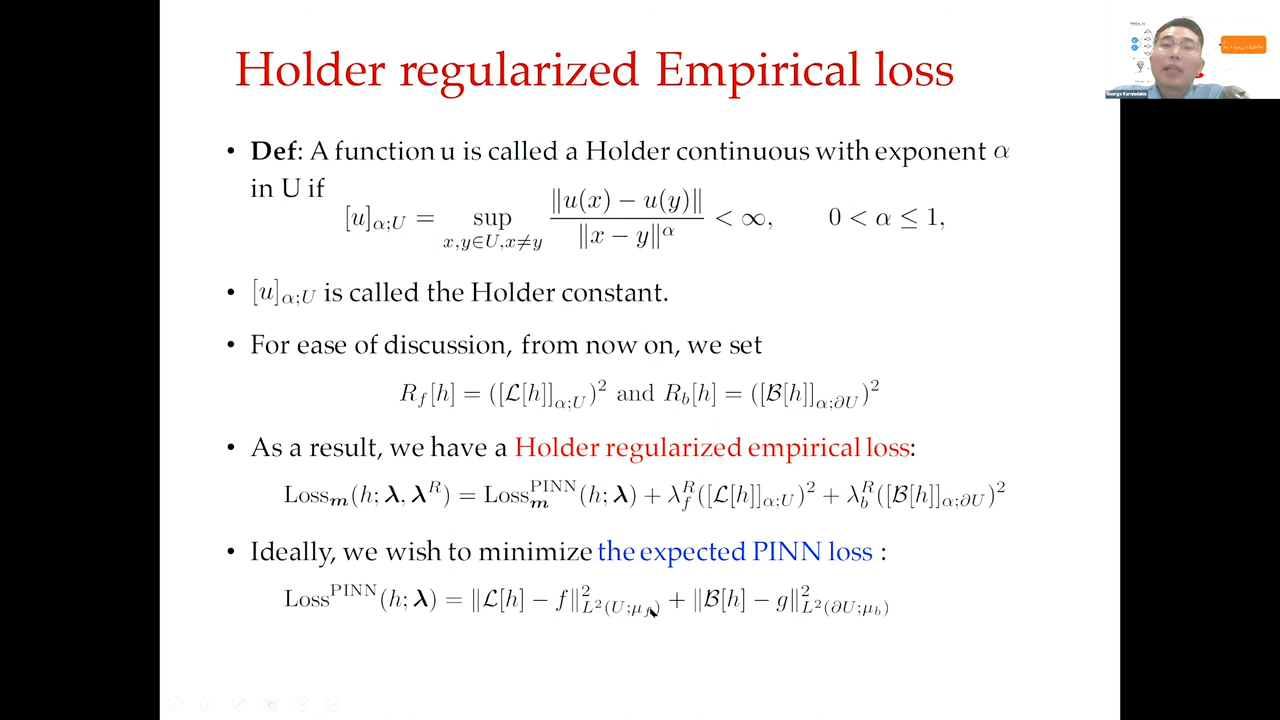 Holder regularized Empirical loss
• Def: A function u is called a Holder continuous with exponent α
in U if
[u]_{α;U} = sup_{x,y∈U,x≠y} ‖u(x) − u(y)‖ / ‖x − y‖^α < ∞, 0 < α ≤ 1,
• [u]_{α;U} is called the Holder constant.
• For ease of discussion, from now on, we set
R_f[h] = ([ℒ[h]]_{α;U})² and R_b[h] = ([ℬ[h]]_{α;∂U})²
• As a result, we have a Holder regularized empirical loss:
Loss_m(h; λ, λ^R) = Loss_m^{PINN}(h; λ) + λ_f^R([ℒ[h]]_{α;U})² + λ_b^R([ℬ[h]]_{α;∂U})²
• Ideally, we wish to minimize the expected PINN loss :
Loss^{PINN}(h; λ) = ‖ℒ[h] − f‖²_{L²(U;μ_f)} + ‖ℬ[h] − g‖²_{L²(∂U;μ_b)}
George Karniadakis